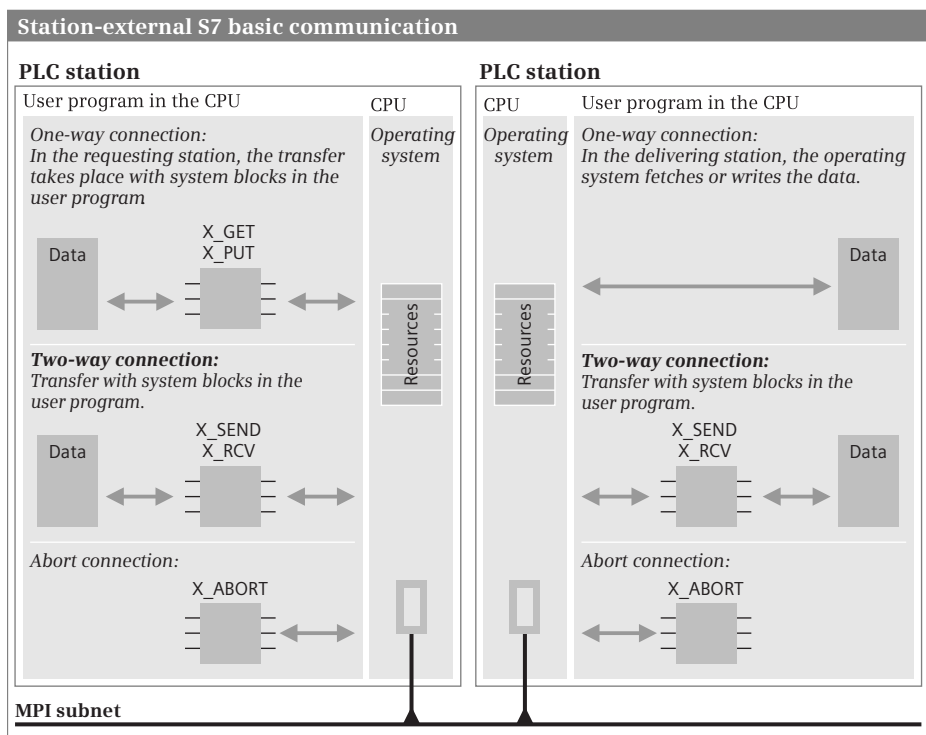 Station-external S7 basic communication
PLC station
User program in the CPU
CPU
One-way connection:
In the requesting station, the transfer
takes place with system blocks in the
user program
Operating
system
Data
X_GET
X_PUT
Resources
Two-way connection:
Transfer with system blocks in the
user program.
Data
X_SEND
X_RCV
Abort connection:
X_ABORT
PLC station
CPU
User program in the CPU
Operating
system
One-way connection:
In the delivering station, the operating
system fetches or writes the data.
Data
Resources
Two-way connection:
Transfer with system blocks in the
user program.
X_SEND
X_RCV
Data
Abort connection:
X_ABORT
MPI subnet